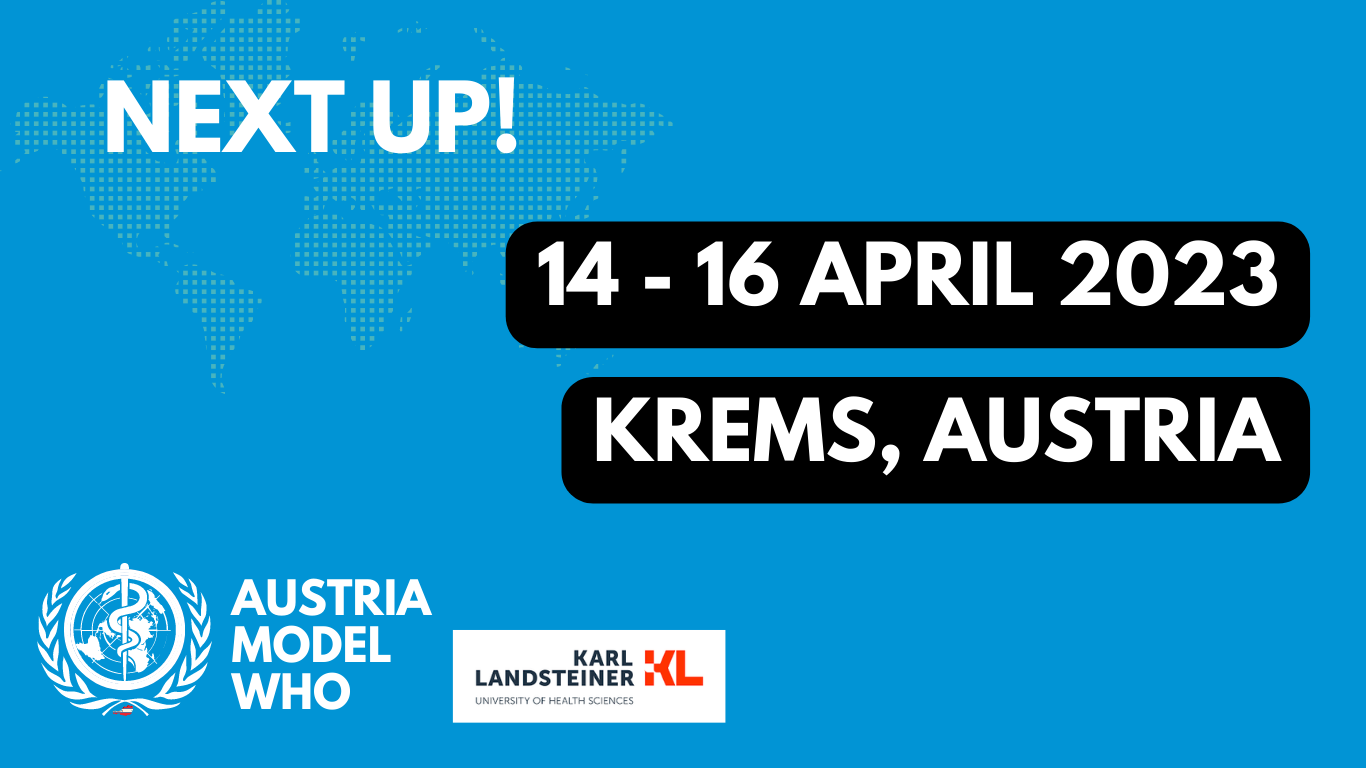 NEXT UP!
14 - 16 APRIL 2023
KREMS, AUSTRIA
AUSTRIA
MODEL
WHO
KARL
LANDSTEINER
KL
UNIVERSITY OF HEALTH SCIENCES